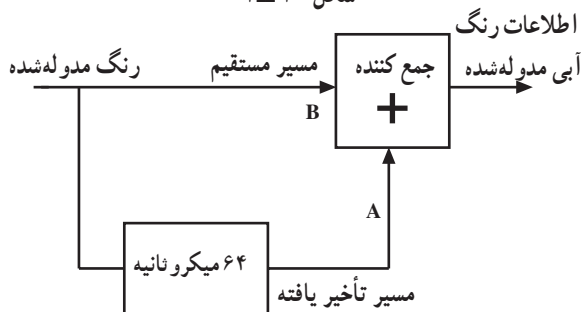 اطلاعات رنگ
آبی مدوله‌شده
جمع کننده
+
مسیر مستقیم
رنگ مدوله‌شده
B
A
۶۴ میکروثانیه
مسیر تأخیر یافته